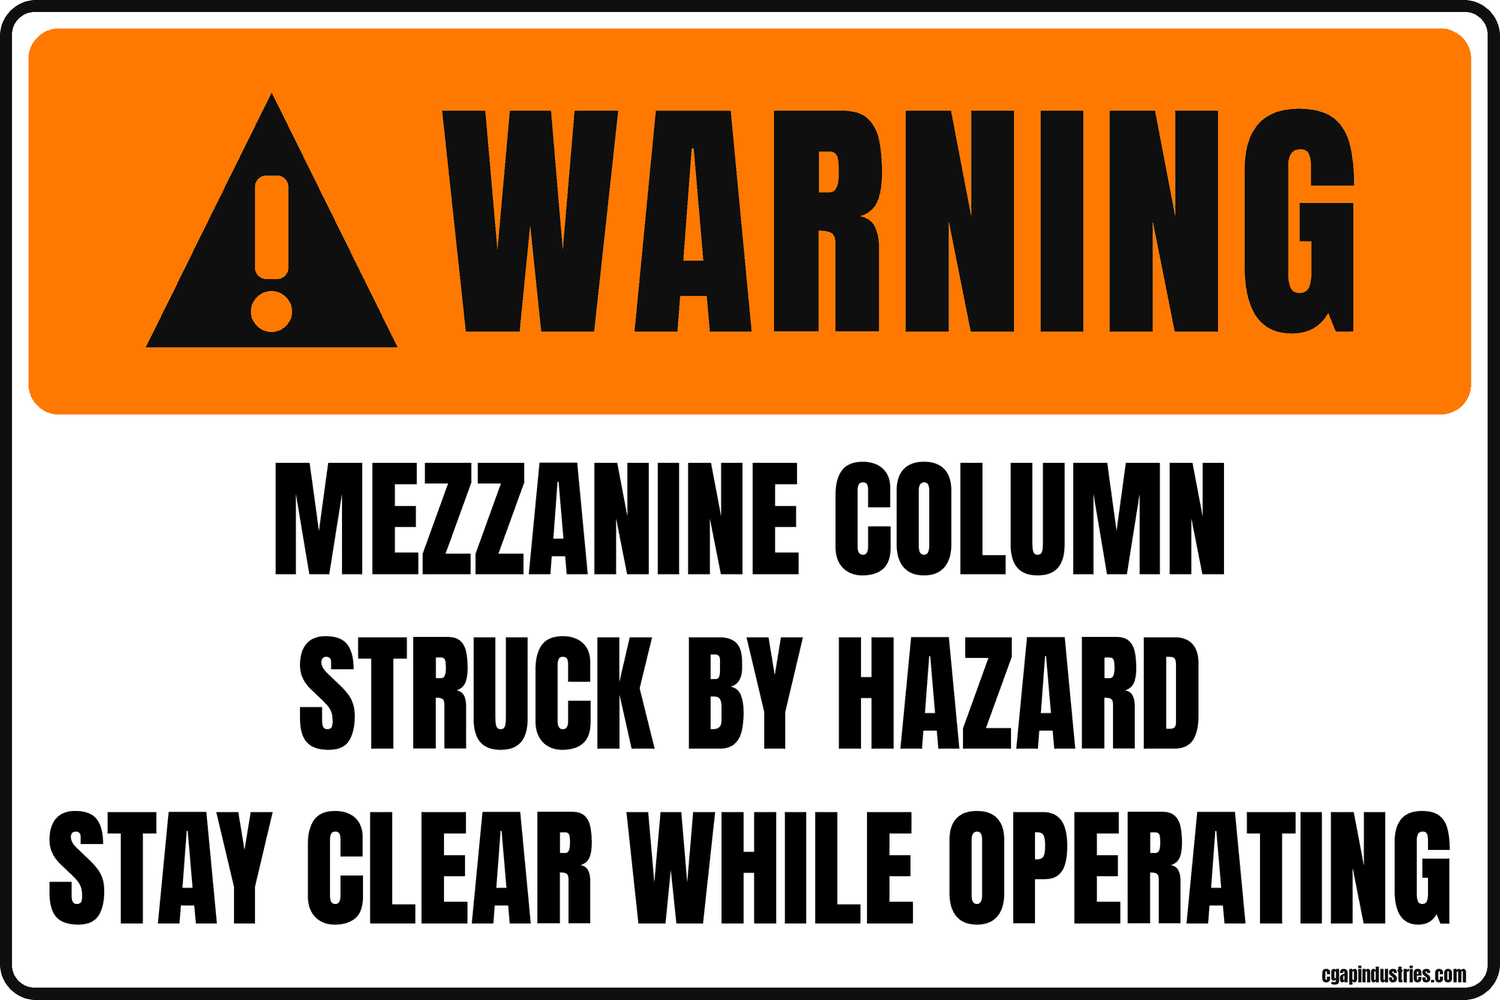 WARNING
MEZZANINE COLUMN
STRUCK BY HAZARD
STAY CLEAR WHILE OPERATING
cgapindustries.com